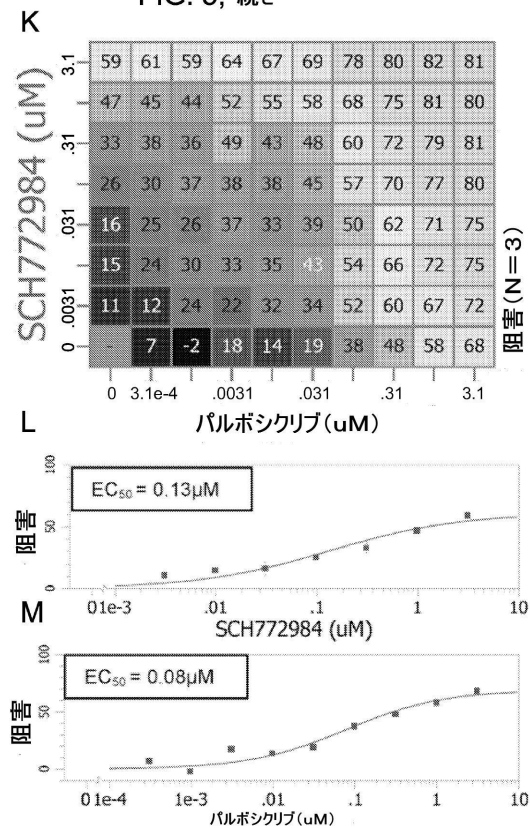 FIG. 6, 続き
K
SCH772984 (uM)
3.1 59 61 59 64 67 69 78 80 82 81
47 45 44 52 55 58 68 75 81 80
.31 33 38 36 49 43 48 60 72 79 81
26 30 37 38 38 45 57 70 77 80
.031 16 25 26 37 33 39 50 62 71 75
15 24 30 33 35 43 54 66 72 75
.0031 11 12 24 22 32 34 52 60 67 72
0 - 7 -2 18 14 19 38 48 58 68
阻害(N=3)
0 3.1e-4 .0031 .031 .31 3.1
パルボシクリブ(uM)
L
阻害
100
50
0
EC50 = 0.13µM
01e-3 .01 .1 1 10
SCH772984 (uM)
M
阻害
100
50
0
EC50 = 0.08µM
01e-4 1e-3 .01 .1 1 10
パルボシクリブ(uM)